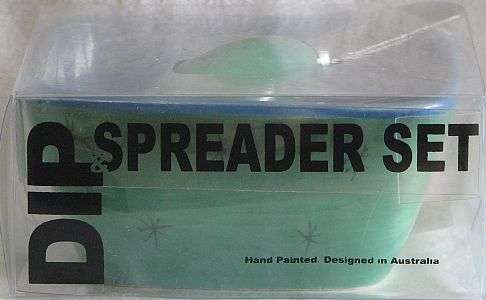 DIP
& SPREADER SET
Hand Painted Designed in Australia